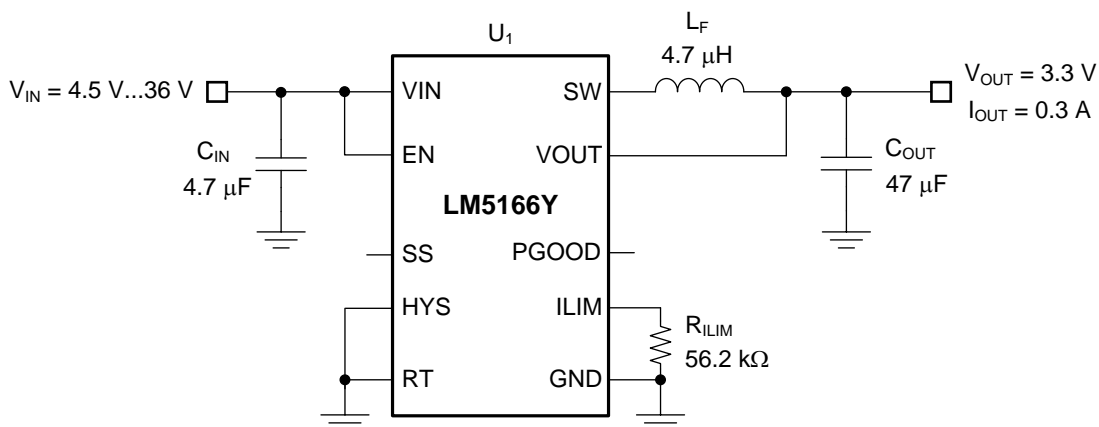 U1
LF
4.7 μH
VIN = 4.5 V...36 V
VOUT = 3.3 V
IOUT = 0.3 A
VIN
SW
CIN
4.7 μF
EN
VOUT
COUT
47 μF
LM5166Y
SS
PGOOD
HYS
ILIM
RILIM
56.2 kΩ
RT
GND